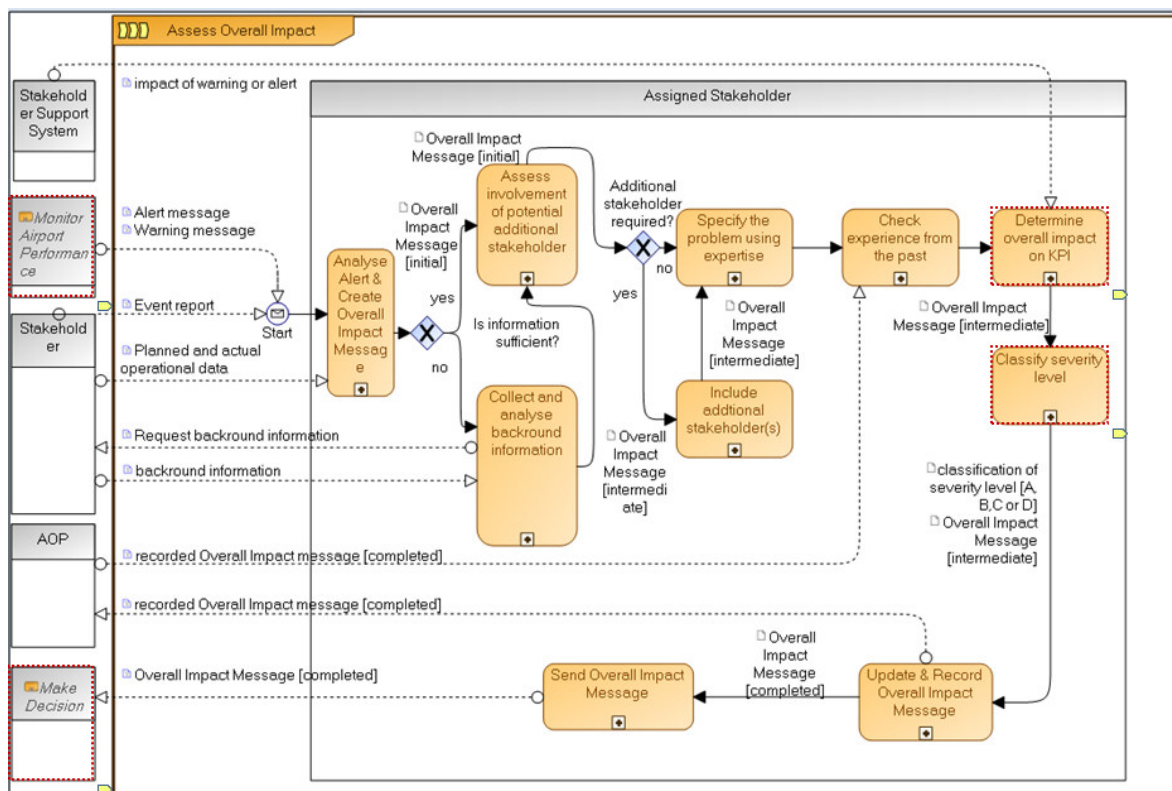 Assess Overall Impact
impact of warning or alert
Stakehold
er Support
System
Assigned Stakeholder
Monitor
Airport
Performa
nce
Alert message
Warning message
Event report
Stakehold
er
Planned and actual
operational data
Request backround information
backround information
AOP
recorded Overall Impact message [completed]
recorded Overall Impact message [completed]
Make
Decision
Overall Impact Message [completed]
Start
Analyse
Alert &
Create
Overall
Impact
Messag
e
Overall
Impact
Message
[initial]
yes
no
Is information
sufficient?
Overall Impact
Message [initial]
Assess
involvement
of potential
additional
stakeholder
Collect and
analyse
backround
information
Additional
stakeholder
required?
no
yes
Specify the
problem using
expertise
Overall
Impact
Message
[intermediate]
Include
addtional
stakeholder(s)
Overall
Impact
Message
[intermedi
ate]
Check
experience from
the past
Determine
overall impact
on KPI
Overall Impact
Message [intermediate]
Classify severity
level
classification of
severity level [A,
B,C or D]
Overall Impact
Message
[intermediate]
Update & Record
Overall Impact
Message
Overall
Impact
Message
[completed]
Send Overall Impact
Message